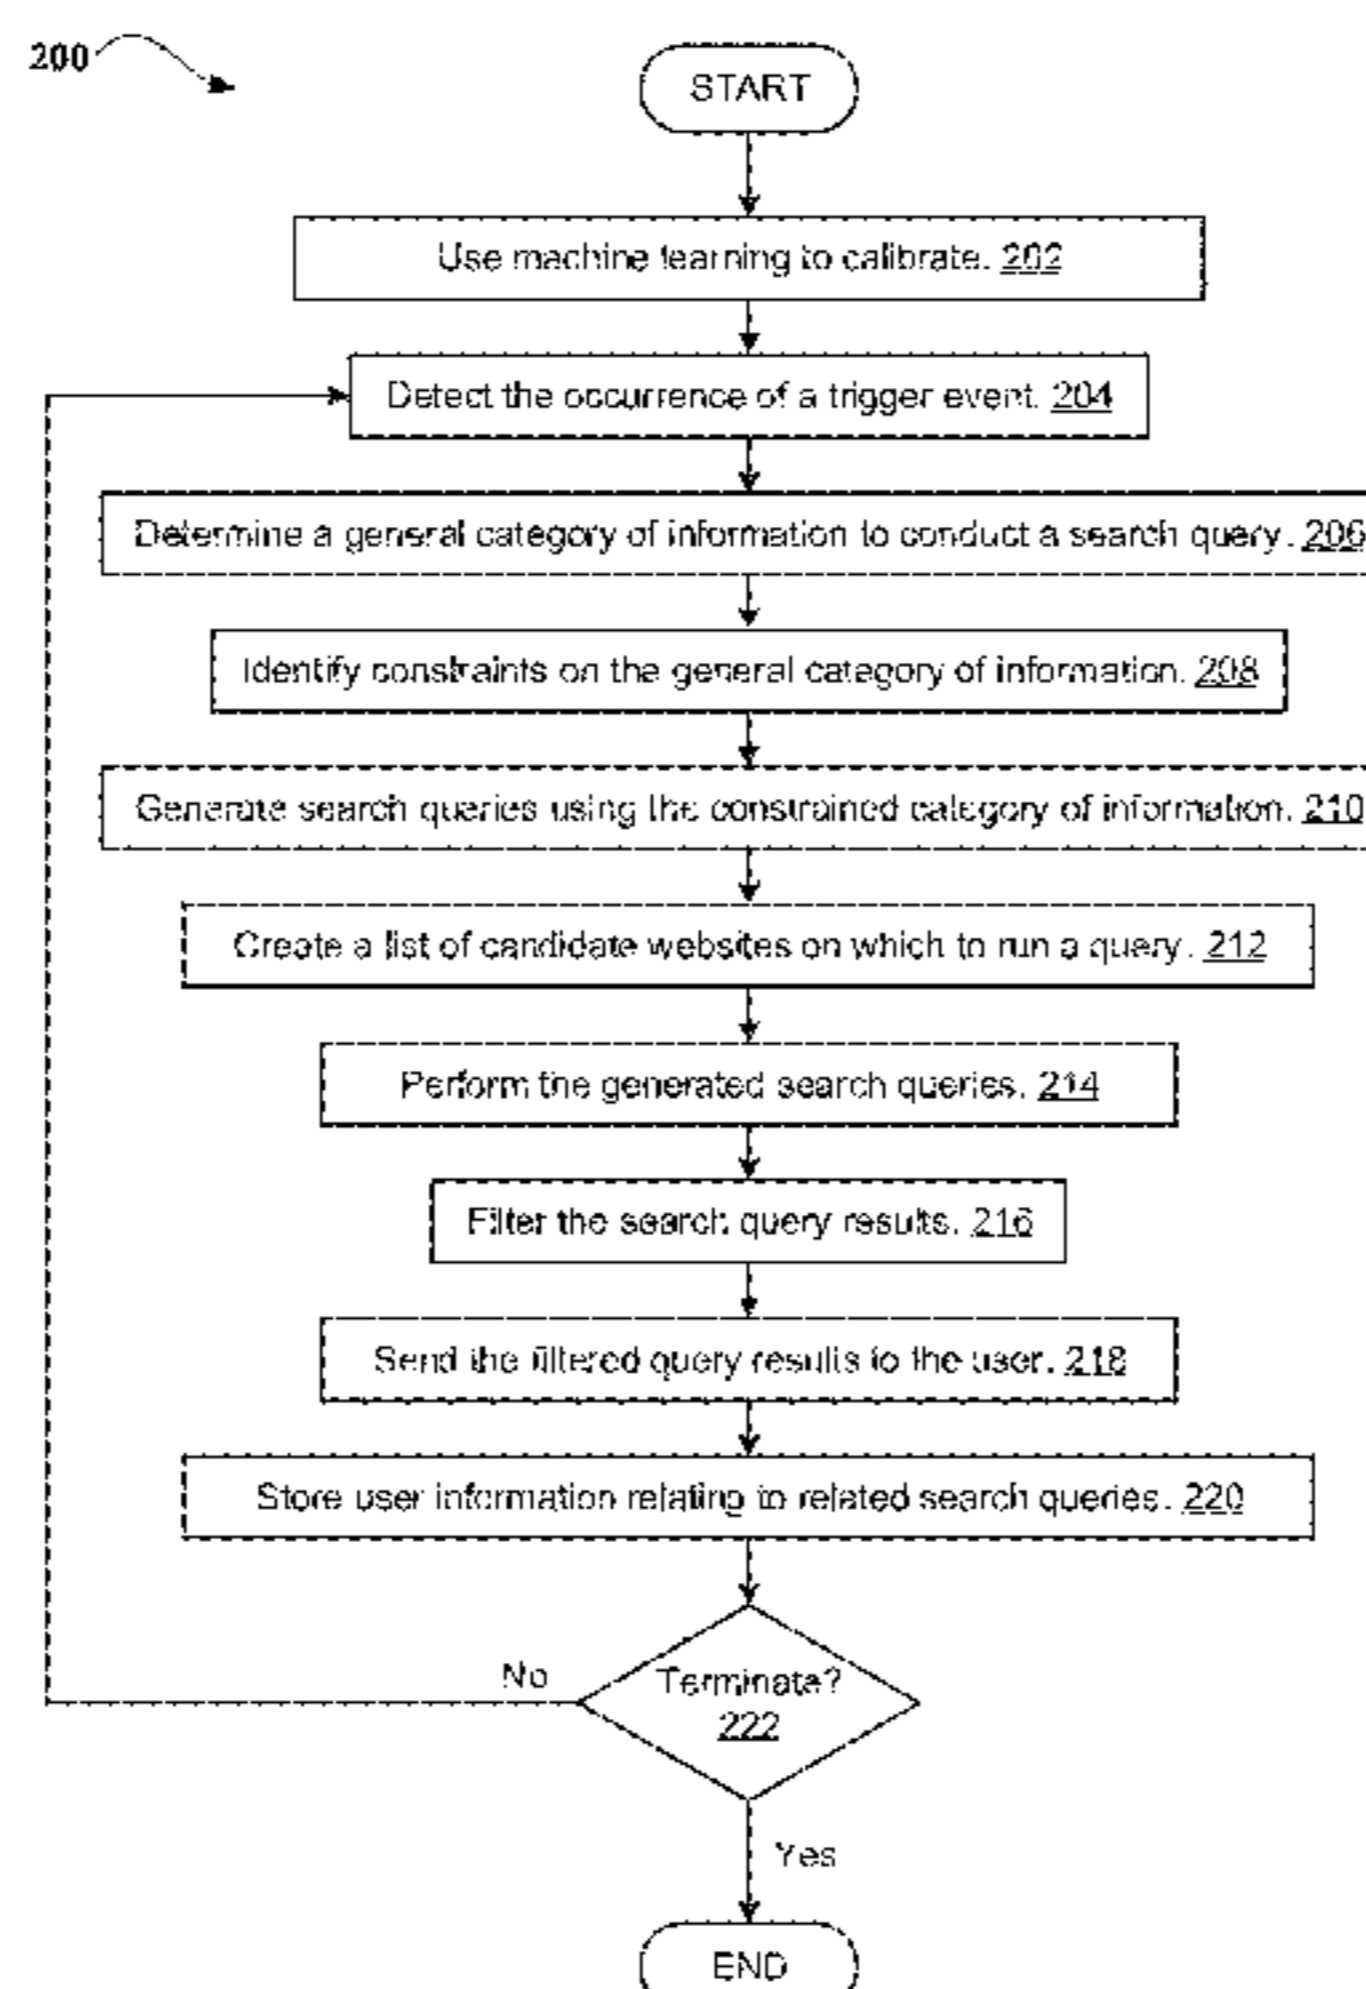 200
START
Use machine learning to calibrate. 202
Detect the occurrence of a trigger event. 204
Determine a general category of information to conduct a search query. 206
Identify constraints on the general category of information. 208
Generate search queries using the constrained category of information. 210
Create a list of candidate websites on which to run a query. 212
Perform the generated search queries. 214
Filter the search query results. 216
Send the filtered query results to the user. 218
Store user information relating to related search queries. 220
No
Terminate?
222
Yes
END